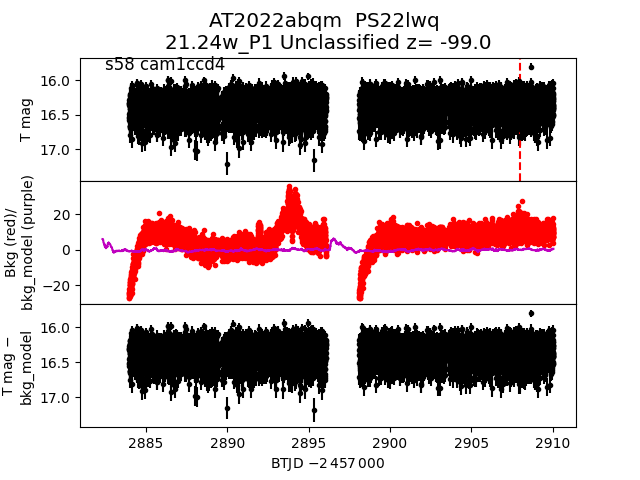 AT2022abqm  PS22lwq
21.24w_P1 Unclassified z= -99.0
s58 cam1ccd4
16.0
16.5
17.0
T mag
20
0
−20
Bkg (red)/
bkg_model (purple)
16.0
16.5
17.0
T mag −
bkg_model
2885
2890
2895
2900
2905
2910
BTJD −2 457 000